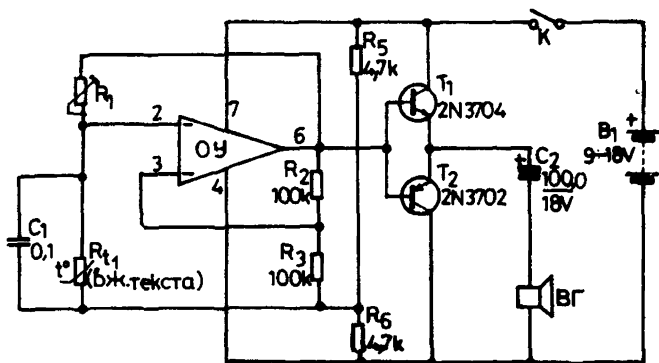 R5
4,7k
K
T1
2N3704
R1
2
7
ОУ
6
3
4
R2
100k
B1
+
9–18V
T2
2N3702
+
C2
100,0
18V
C1
0,1
t°
Rt1
(вж.текста)
R3
100k
ВГ
R6
4,7k